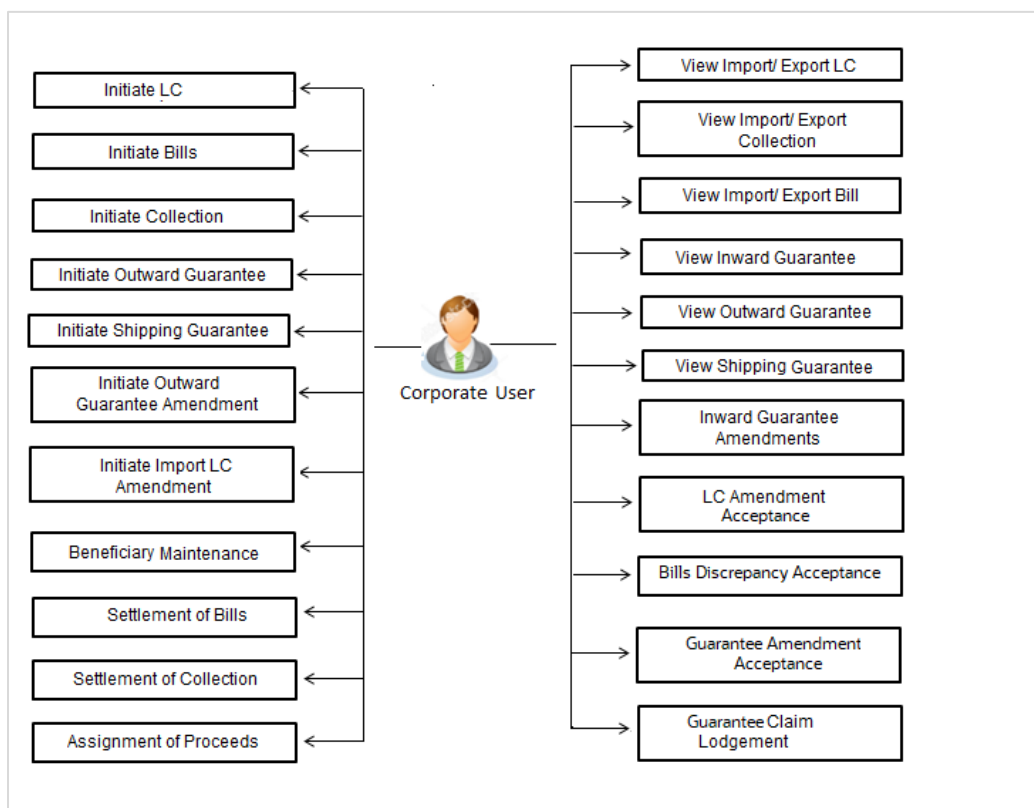 Initiate LC
Initiate Bills
Initiate Collection
Initiate Outward Guarantee
Initiate Shipping Guarantee
Initiate Outward
Guarantee Amendment
Initiate Import LC
Amendment
Beneficiary Maintenance
Settlement of Bills
Settlement of Collection
Assignment of Proceeds
Corporate User
View Import/ Export LC
View Import/ Export
Collection
View Import/ Export Bill
View Inward Guarantee
View Outward Guarantee
View Shipping Guarantee
Inward Guarantee
Amendments
LC Amendment
Acceptance
Bills Discrepancy Acceptance
Guarantee Amendment
Acceptance
Guarantee Claim
Lodgement